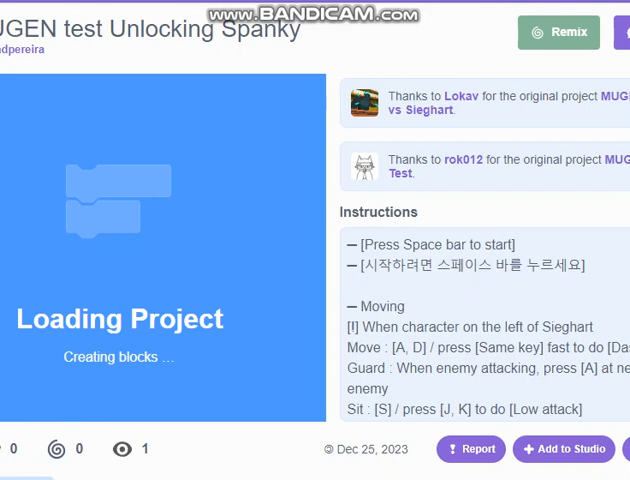 www.BANDICAM.com
UGEN test Unlocking Spanky
dpereira
Remix
Thanks to Lokav for the original project MUG
vs Sieghart.
Thanks to rok012 for the original project MUG
Test.
Instructions
– [Press Space bar to start]
– [시작하려면 스페이스 바를 누르세요]
– Moving
[!] When character on the left of Sieghart
Move : [A, D] / press [Same key] fast to do [Das
Guard : When enemy attacking, press [A] at ne
enemy
Sit : [S] / press [J, K] to do [Low attack]
Loading Project
Creating blocks …
0
0
1
© Dec 25, 2023
Report
Add to Studio